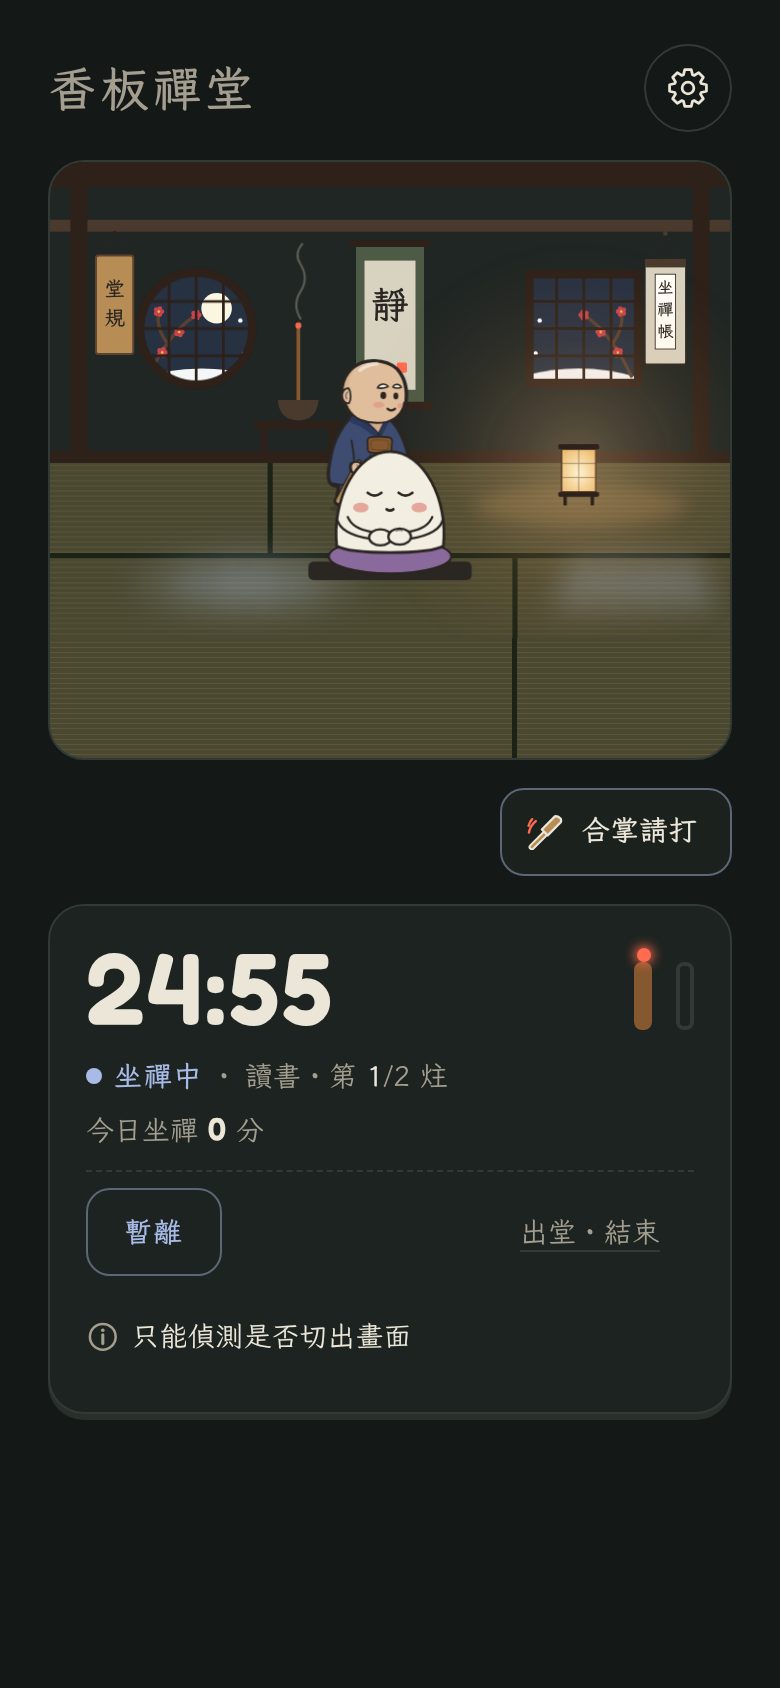 香板禪堂
堂規
靜
坐禪帳
合掌請打
24:55
坐禪中 · 讀書·第 1/2 炷
今日坐禪 0 分
暫離
出堂·結束
只能偵測是否切出畫面